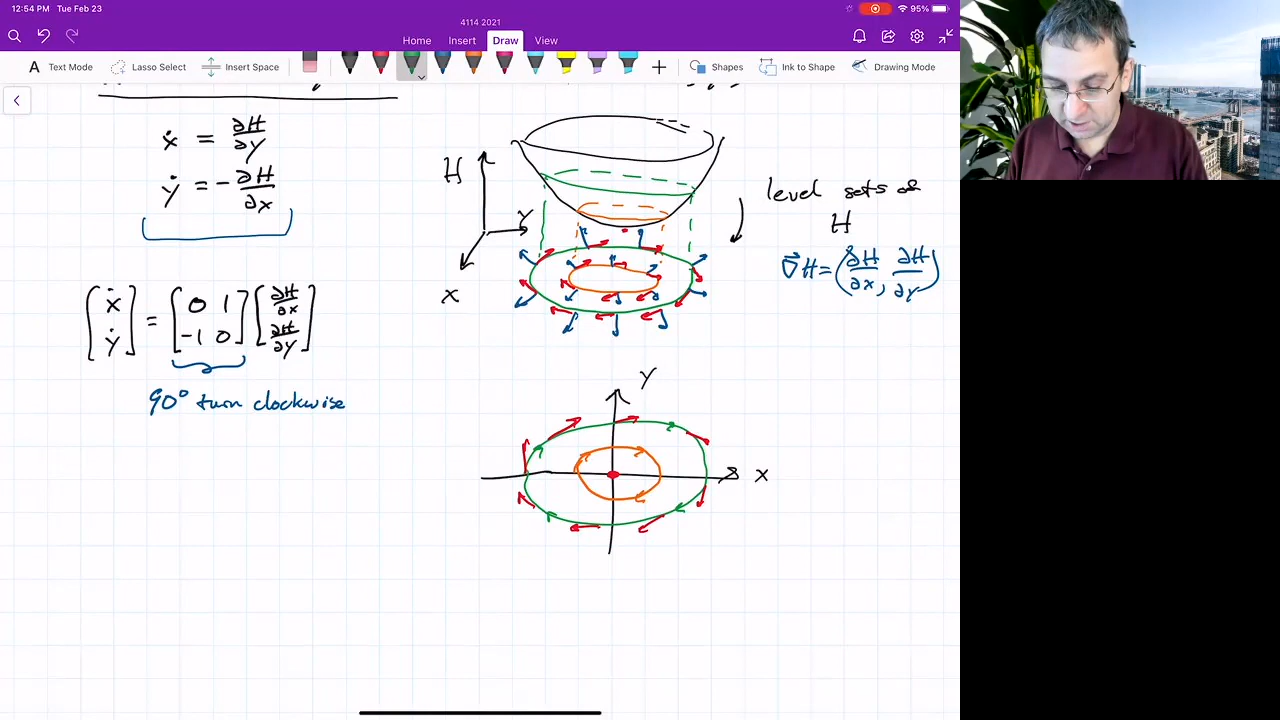 12:54 PM Tue Feb 23
95%
4114 2021
Home Insert Draw View
Text Mode Lasso Select Insert Space Shapes Ink to Shape Drawing Mode
ẋ = ∂H/∂y
ẏ = -∂H/∂x
[ẋ ẏ] = [0 1 -1 0] [∂H/∂x ∂H/∂y]
90° turn clockwise
H
y
x
level sets of
H
∇H = (∂H/∂x, ∂H/∂y)
y
x